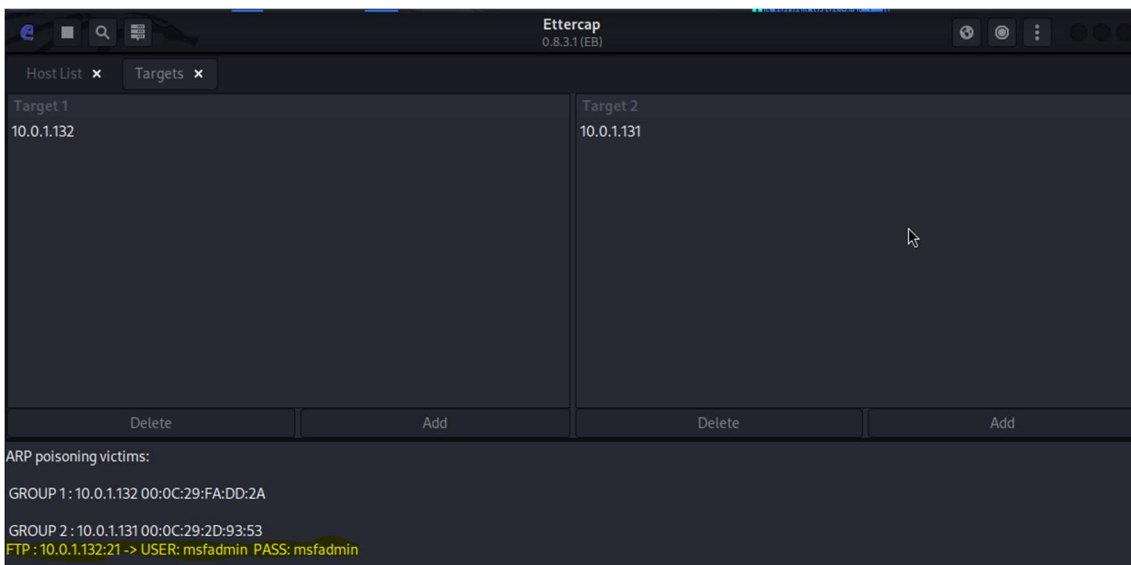 Ettercap
0.8.3.1 (EB)
Host List ×
Targets ×
Target 1
Target 2
10.0.1.132
10.0.1.131
Delete
Add
Delete
Add
ARP poisoning victims:
GROUP 1 : 10.0.1.132 00:0C:29:FA:DD:2A
GROUP 2 : 10.0.1.131 00:0C:29:2D:93:53
FTP : 10.0.1.132:21 -> USER: msfadmin PASS: msfadmin